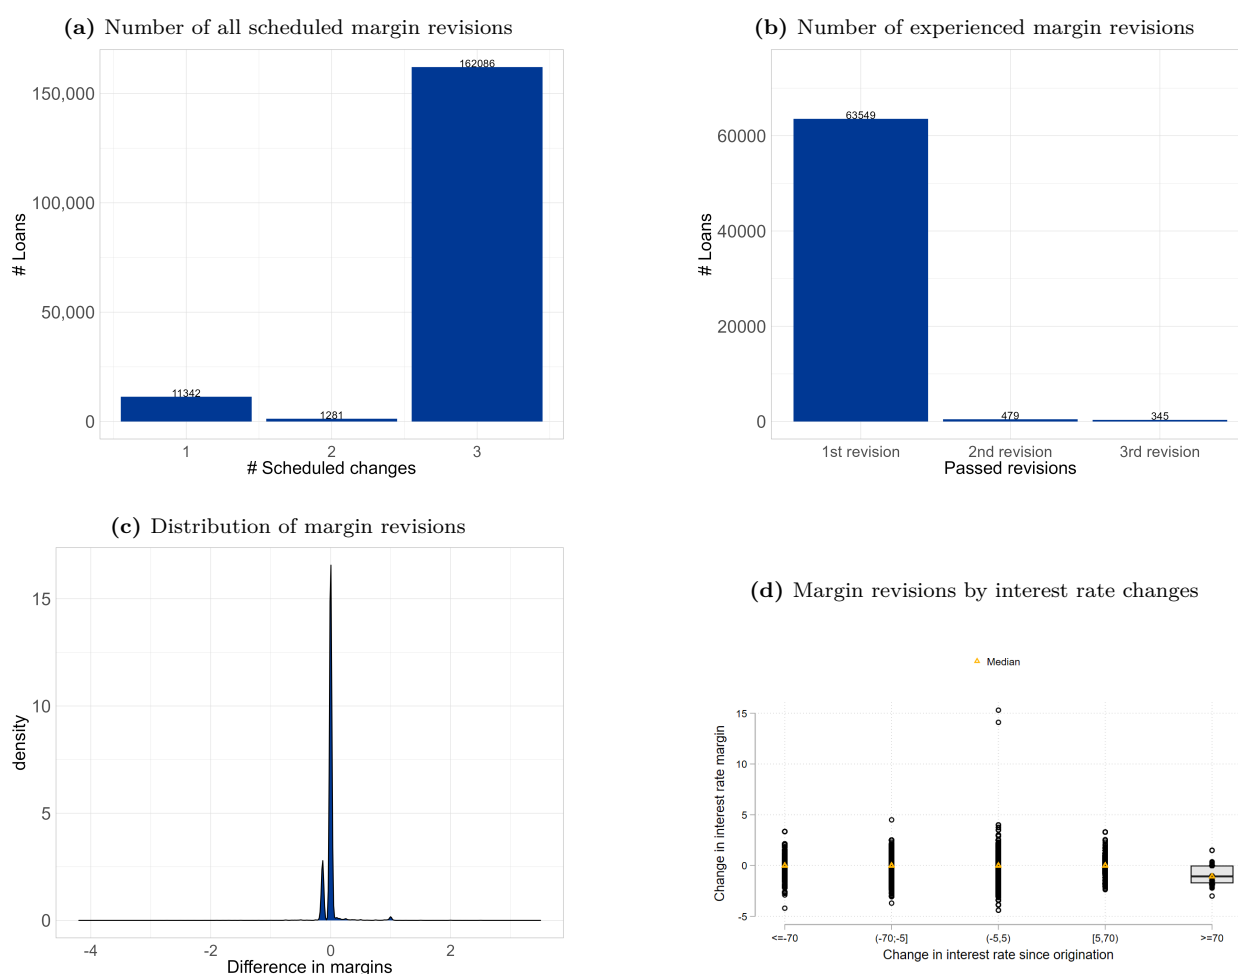 (a) Number of all scheduled margin revisions
# Loans
150,000
100,000
50,000
0
162086
11342
1281
1 2 3
# Scheduled changes
(b) Number of experienced margin revisions
# Loans
60000
40000
20000
0
63549
479
345
1st revision 2nd revision 3rd revision
Passed revisions
(c) Distribution of margin revisions
density
15
10
5
0
-4 -2 0 2
Difference in margins
(d) Margin revisions by interest rate changes
Median
Change in interest rate margin
15
10
5
0
-5
<=-70 (-70;-5] (-5,5) [5,70) >=70
Change in interest rate since origination